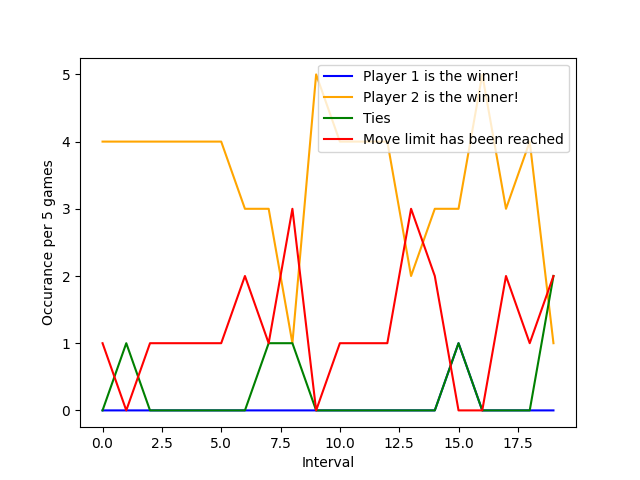 Player 1 is the winner!
Player 2 is the winner!
Ties
Move limit has been reached
Occurance per 5 games
5
4
3
2
1
0
0.0 2.5 5.0 7.5 10.0 12.5 15.0 17.5
Interval